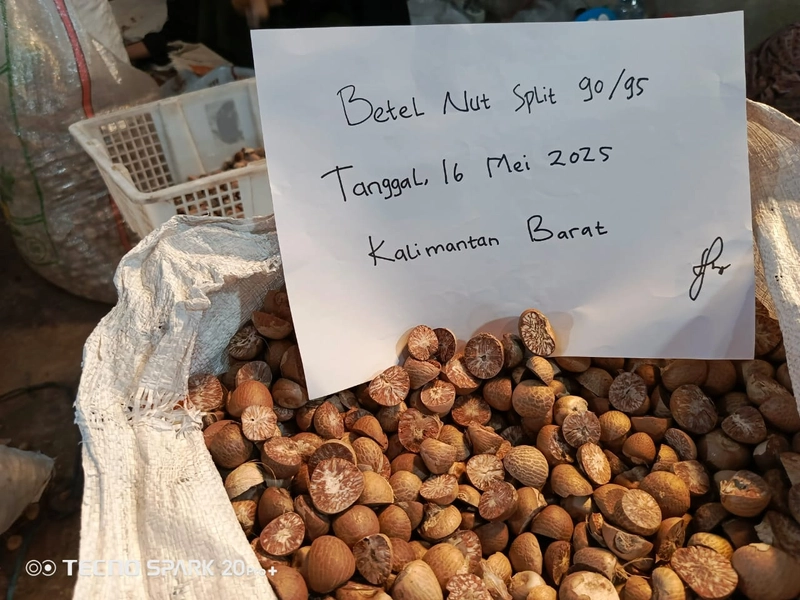 Betel Nut Split 90/95
Tanggal, 16 Mei 2025
Kalimantan Barat
TECNO SPARK 20